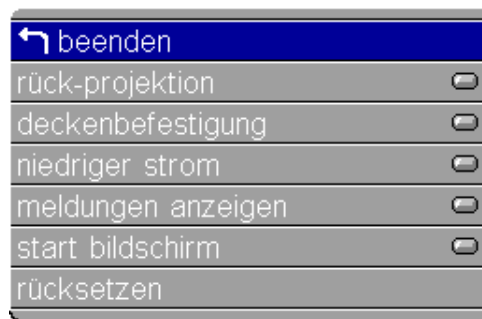 beenden
rück-projektion
deckenbefestigung
niedriger strom
meldungen anzeigen
start bildschirm
rücksetzen